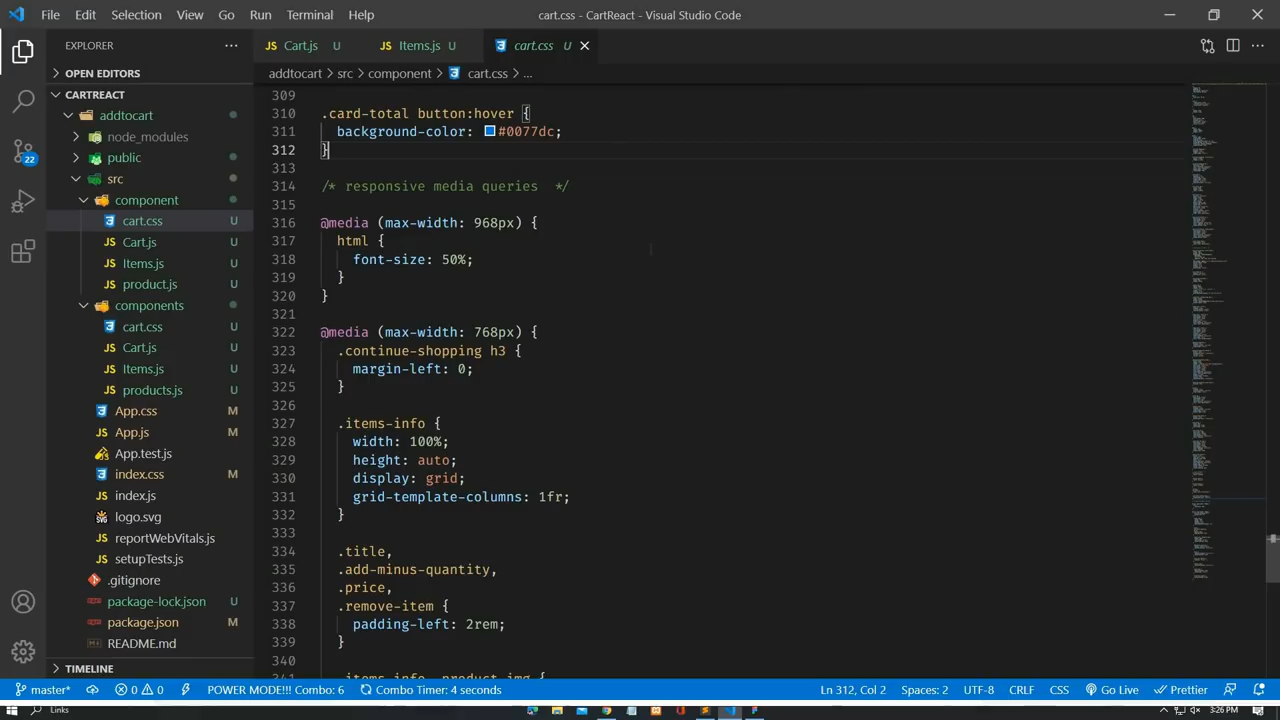 File Edit Selection View Go Run Terminal Help
cart.css - CartReact - Visual Studio Code
EXPLORER
Cart.js U
Items.js U
cart.css U
OPEN EDITORS
addtocart > src > component > cart.css > ...
CARTREACT
addtocart
node_modules
public
src
component
cart.css U
Cart.js U
Items.js U
product.js U
components
cart.css U
Cart.js U
Items.js U
products.js U
App.css M
App.js M
App.test.js
index.css M
index.js
logo.svg
reportWebVitals.js
setupTests.js
.gitignore
package-lock.json U
package.json M
README.md
TIMELINE
22
309
310 .card-total button:hover {
311 background-color: #0077dc;
312 }
313
314 /* responsive media queries */
315
316 @media (max-width: 968px) {
317 html {
318 font-size: 50%;
319 }
320 }
321
322 @media (max-width: 768px) {
323 .continue-shopping h3 {
324 margin-left: 0;
325 }
326
327 .items-info {
328 width: 100%;
329 height: auto;
330 display: grid;
331 grid-template-columns: 1fr;
332 }
333
334 .title,
335 .add-minus-quantity,
336 .price,
337 .remove-item {
338 padding-left: 2rem;
339 }
340
341 .items-info .product-img {
master* 0 0 POWER MODE!!! Combo: 6 Combo Timer: 4 seconds Ln 312, Col 2 Spaces: 2 UTF-8 CRLF CSS Go Live Prettier
Links
3:26 PM